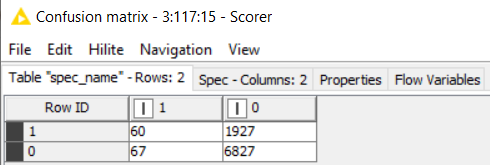 Confusion matrix - 3:117:15 - Scorer
File Edit Hilite Navigation View
Table "spec_name" - Rows: 2 Spec - Columns: 2 Properties Flow Variables
Row ID I 1 I 0
1 60 1927
0 67 6827